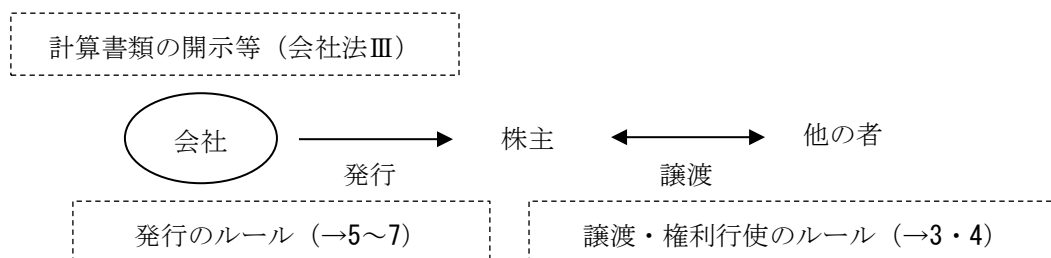 計算書類の開示等（会社法Ⅲ）
会社
株主
他の者
発行
譲渡
発行のルール（→5～7）
譲渡・権利行使のルール（→3・4）